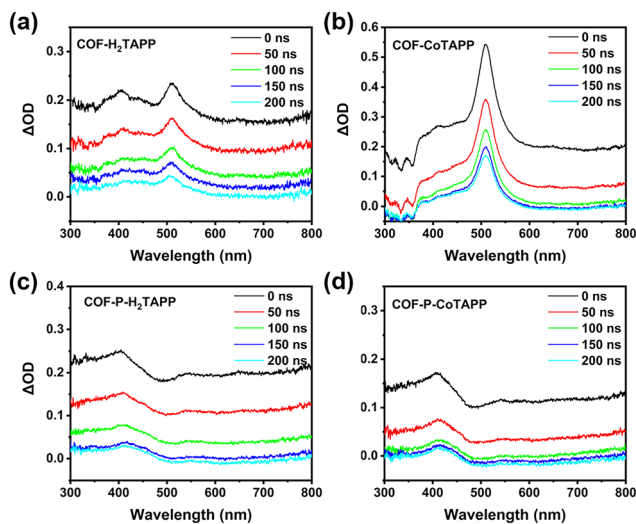 (a)
COF-H₂TAPP
0 ns
50 ns
100 ns
150 ns
200 ns
0.3
0.2
0.1
0.0
ΔOD
300 400 500 600 700 800
Wavelength (nm)
(b)
COF-CoTAPP
0 ns
50 ns
100 ns
150 ns
200 ns
0.6
0.5
0.4
0.3
0.2
0.1
0.0
300 400 500 600 700 800
Wavelength (nm)
(c)
COF-P-H₂TAPP
0 ns
50 ns
100 ns
150 ns
200 ns
0.4
0.3
0.2
0.1
0.0
ΔOD
300 400 500 600 700 800
Wavelength (nm)
(d)
COF-P-CoTAPP
0 ns
50 ns
100 ns
150 ns
200 ns
0.3
0.2
0.1
0.0
300 400 500 600 700 800
Wavelength (nm)